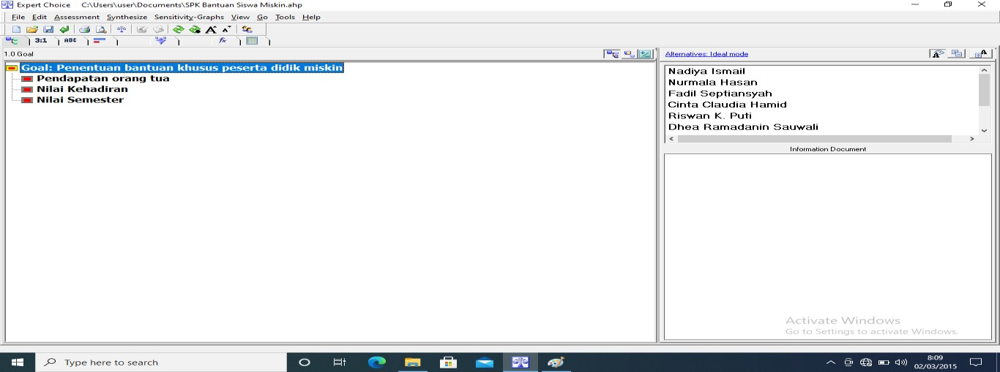 Expert Choice C:\Users\user\Documents\SPK Bantuan Siswa Miskin.ahp
File Edit Assessment Synthesize Sensitivity-Graphs View Go Tools Help
3:1 ABC
1.0 Goal
Goal: Penentuan bantuan khusus peserta didik miskin
Pendapatan orang tua
Nilai Kehadiran
Nilai Semester
Alternatives: Ideal mode
Nadiya Ismail
Nurmala Hasan
Fadil Septiansyah
Cinta Claudia Hamid
Riswan K. Puti
Dhea Ramadanin Sauwali
Information Document
Activate Windows
Go to Settings to activate Windows.
Type here to search
8:09
02/03/2015